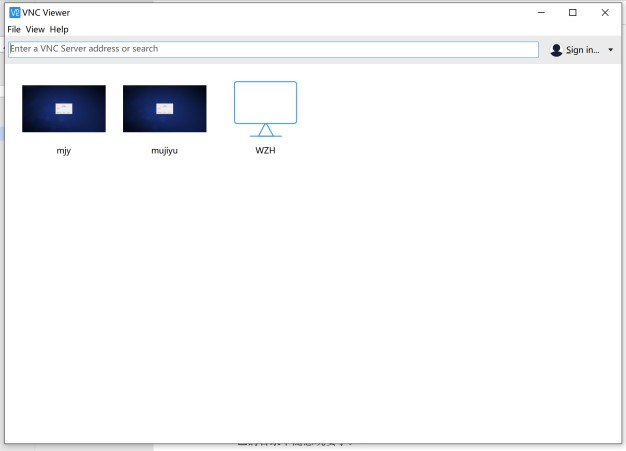 VNC Viewer
File View Help
Enter a VNC Server address or search
Sign in...
mjy
mujiyu
WZH